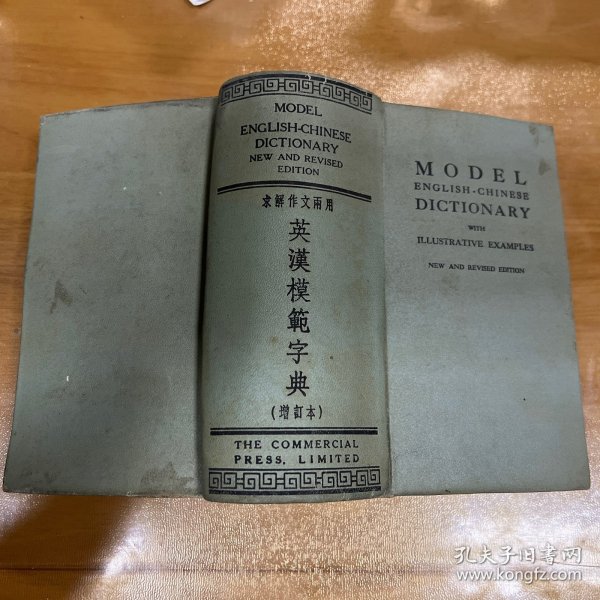 MODEL
ENGLISH-CHINESE
DICTIONARY
NEW AND REVISED
EDITION
求解作文兩用
英漢模範字典
(增訂本)
THE COMMERCIAL
PRESS, LIMITED
MODEL
ENGLISH-CHINESE
DICTIONARY
WITH
ILLUSTRATIVE EXAMPLES
NEW AND REVISED EDITION
孔夫子旧书网
www.kongfz.com